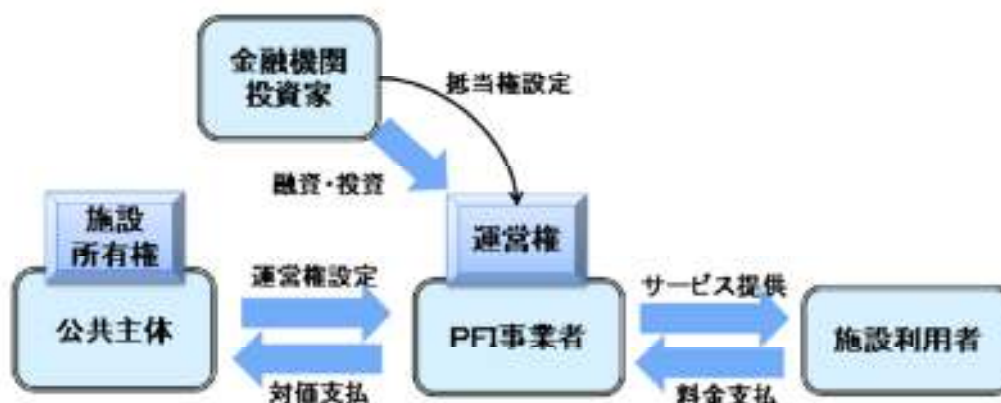 金融機関
投資家
抵当権設定
融資・投資
施設
所有権
運営権
運営権設定
サービス提供
公共主体
PFI事業者
施設利用者
対価支払
料金支払